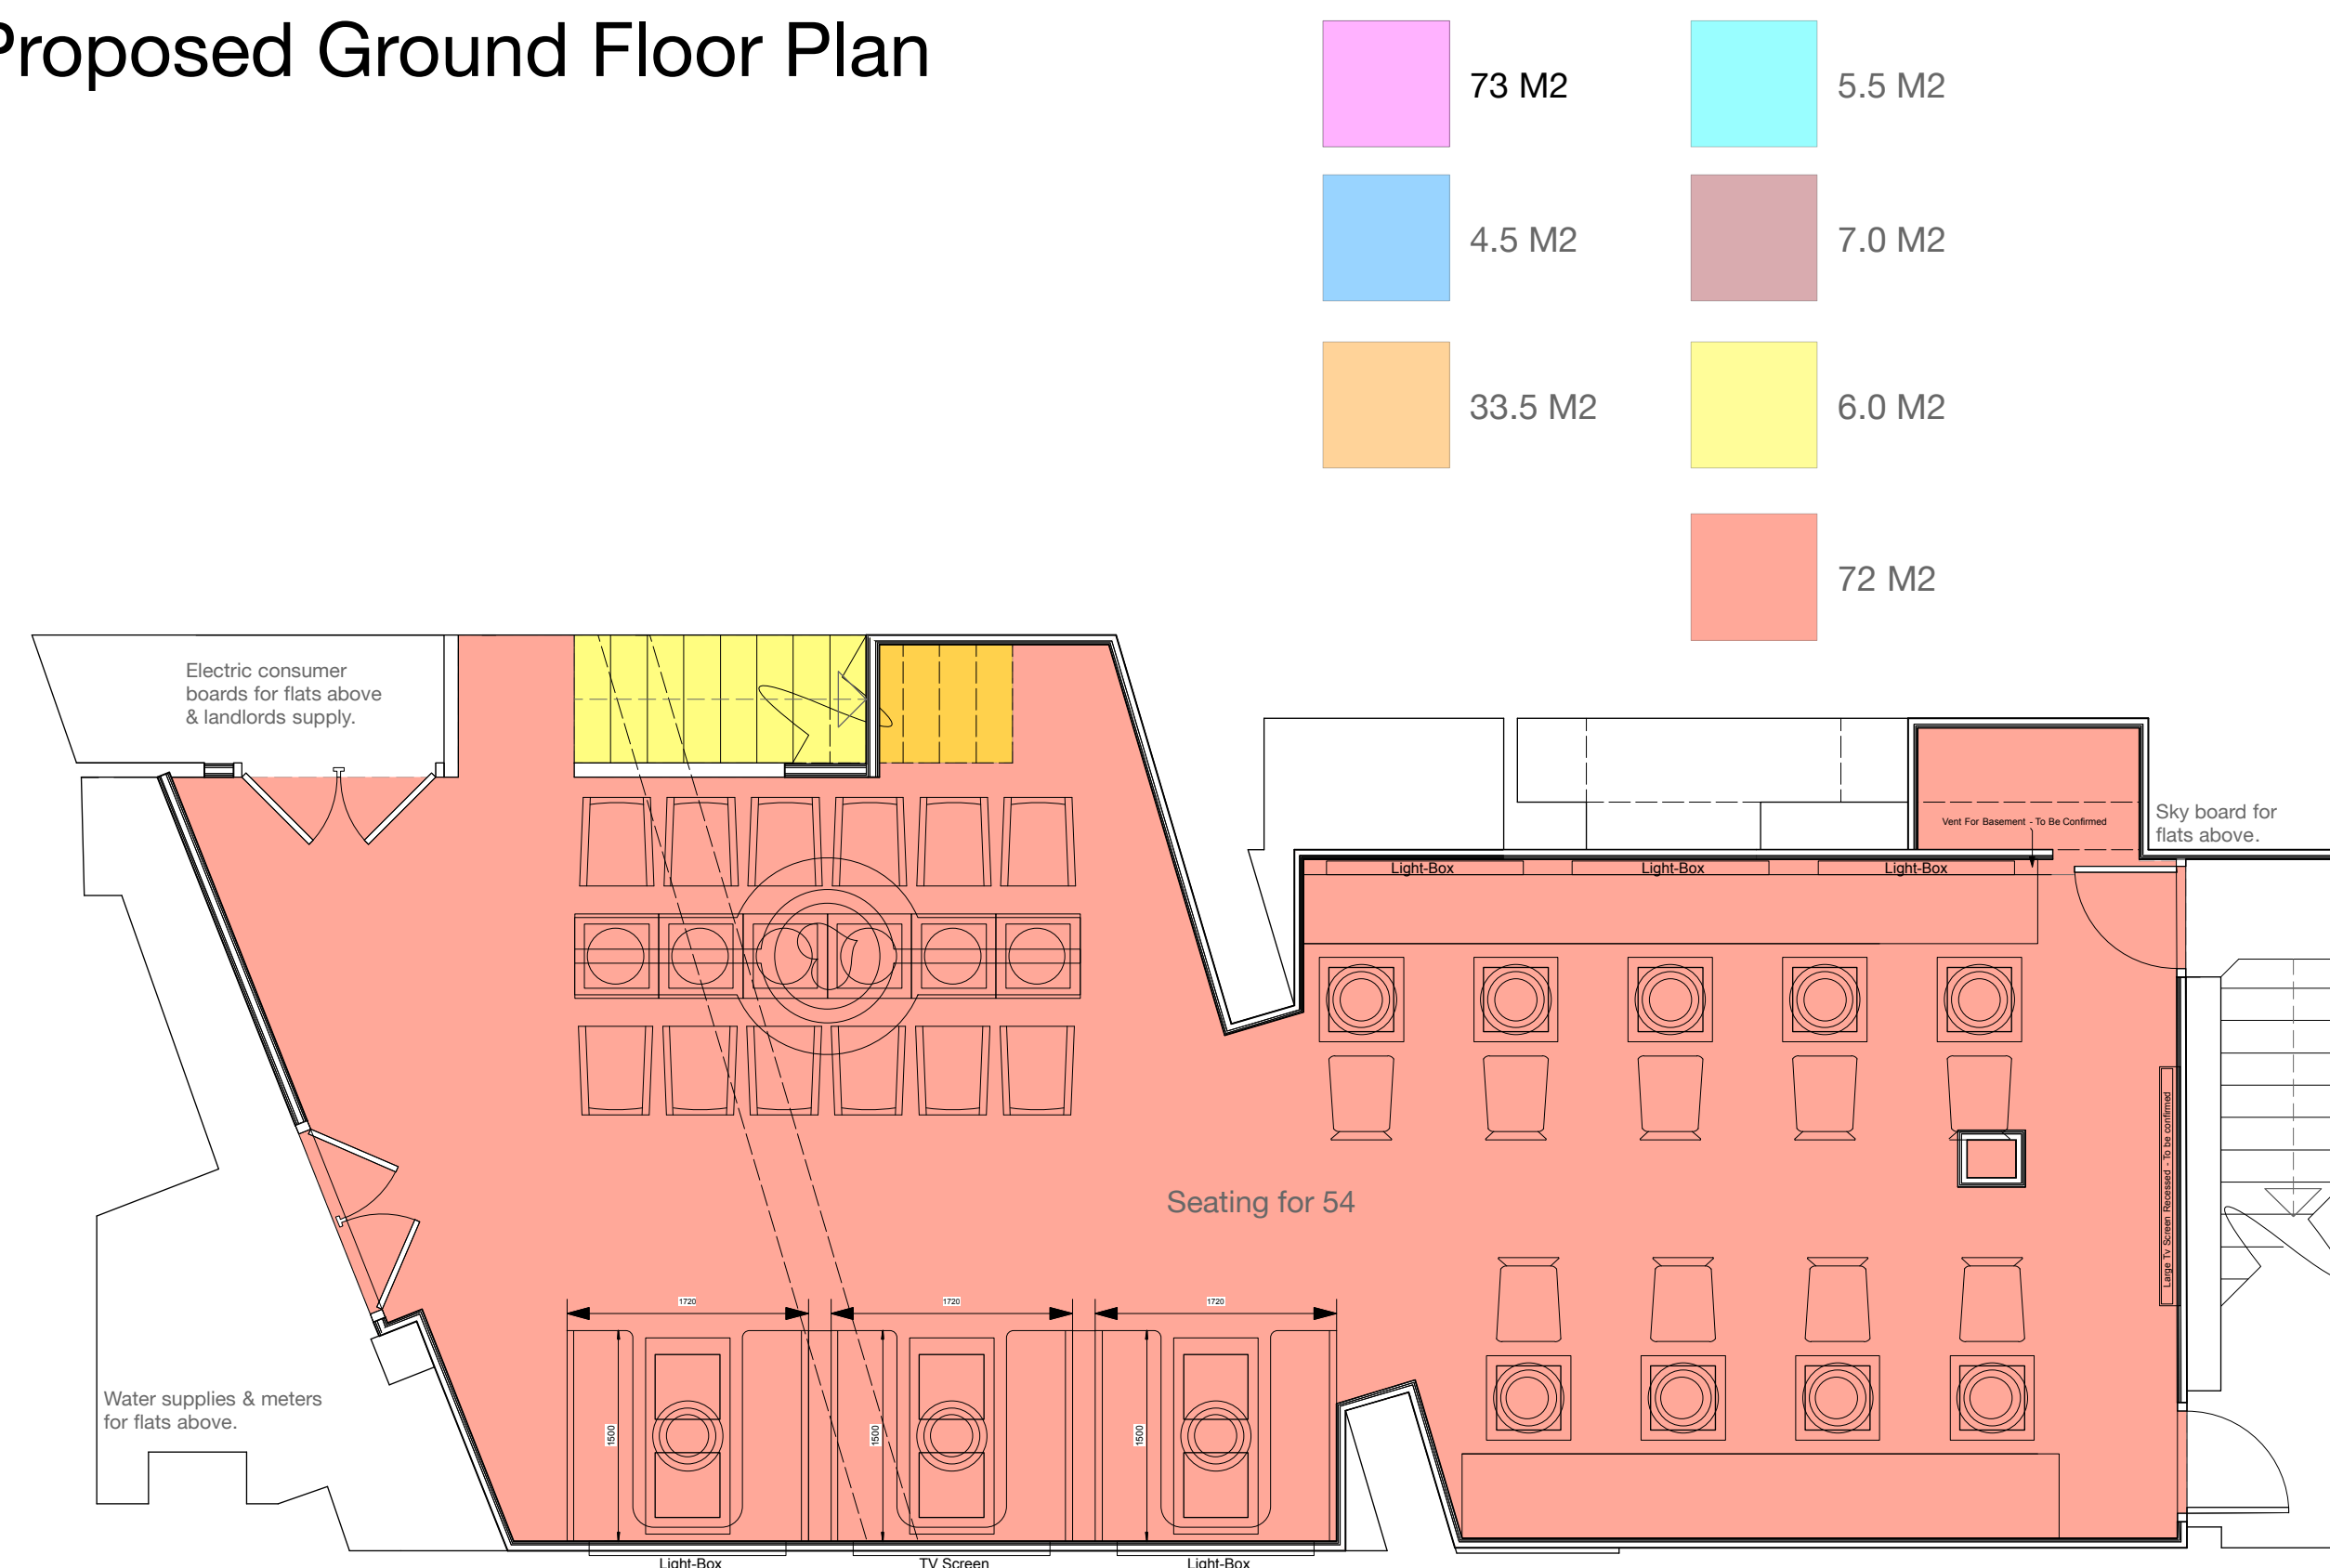 Proposed Ground Floor Plan
73 M2
5.5 M2
4.5 M2
7.0 M2
33.5 M2
6.0 M2
72 M2
Electric consumer
boards for flats above
& landlords supply.
Sky board for
flats above.
Vent For Basement - To Be Confirmed
Light-Box
Light-Box
Light-Box
Large Tv Screen Recessed - To be confirmed
Seating for 54
1720
1720
1720
1500
1500
1500
Water supplies & meters
for flats above.
Light-Box
TV Screen
Light-Box